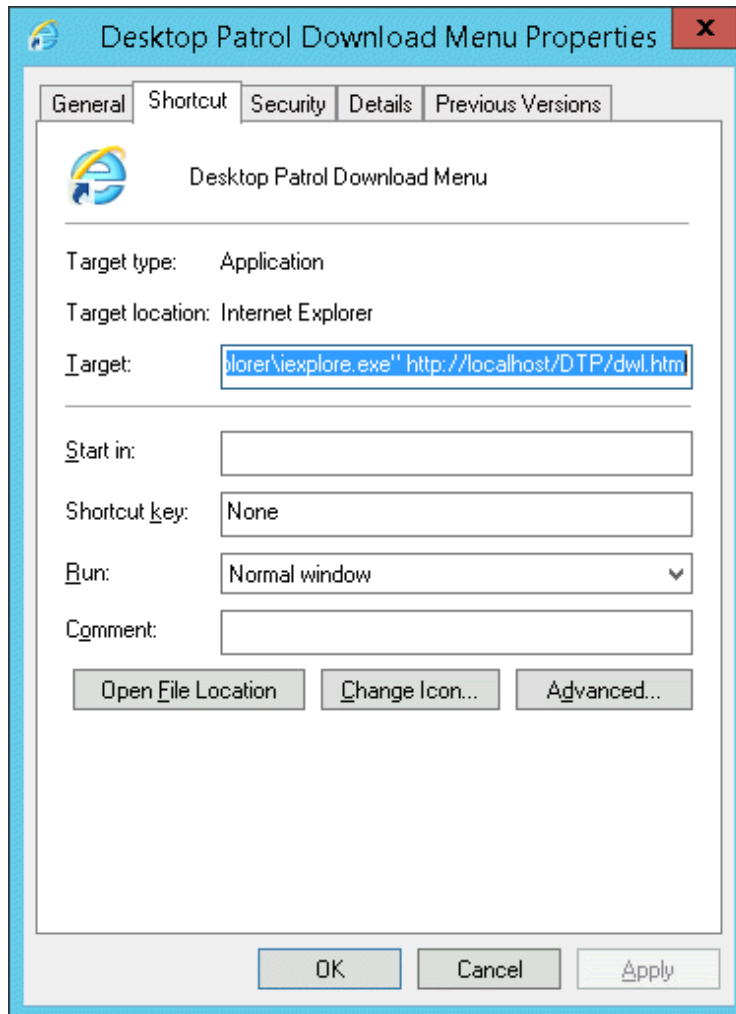 Desktop Patrol Download Menu Properties x
General Shortcut Security Details Previous Versions
Desktop Patrol Download Menu
Target type: Application
Target location: Internet Explorer
Target: plorer\iexplore.exe" http://localhost/DTP/dwl.htm
Start in:
Shortcut key: None
Run: Normal window
Comment:
Open File Location Change Icon... Advanced...
OK Cancel Apply